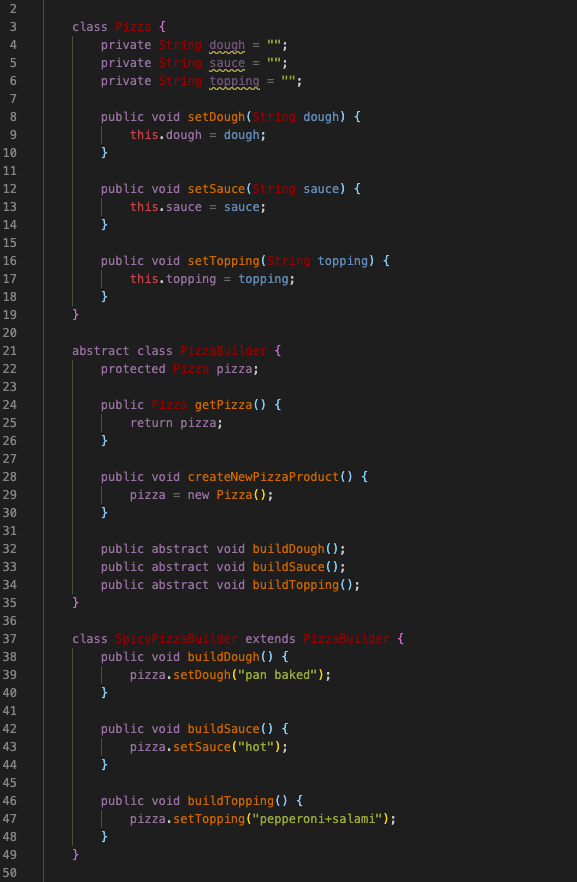 2
3 class Pizza {
4 private String dough = "";
5 private String sauce = "";
6 private String topping = "";
7
8 public void setDough(String dough) {
9 this.dough = dough;
10 }
11
12 public void setSauce(String sauce) {
13 this.sauce = sauce;
14 }
15
16 public void setTopping(String topping) {
17 this.topping = topping;
18 }
19 }
20
21 abstract class PizzaBuilder {
22 protected Pizza pizza;
23
24 public Pizza getPizza() {
25 return pizza;
26 }
27
28 public void createNewPizzaProduct() {
29 pizza = new Pizza();
30 }
31
32 public abstract void buildDough();
33 public abstract void buildSauce();
34 public abstract void buildTopping();
35 }
36
37 class SpicyPizzaBuilder extends PizzaBuilder {
38 public void buildDough() {
39 pizza.setDough("pan baked");
40 }
41
42 public void buildSauce() {
43 pizza.setSauce("hot");
44 }
45
46 public void buildTopping() {
47 pizza.setTopping("pepperoni+salami");
48 }
49 }
50